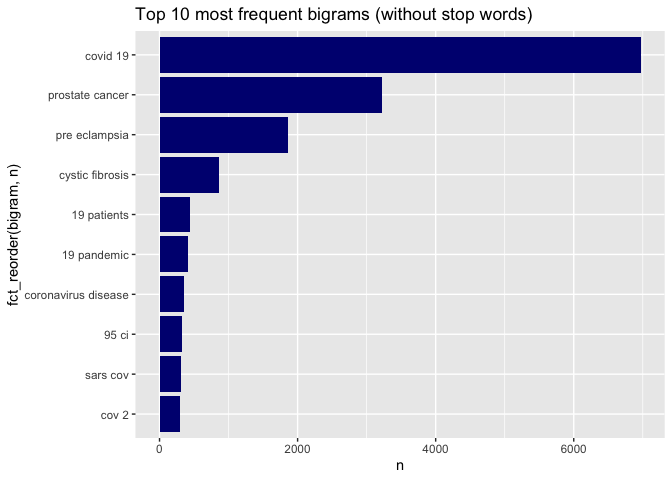 Top 10 most frequent bigrams (without stop words)
fct_reorder(bigram, n)
covid 19
prostate cancer
pre eclampsia
cystic fibrosis
19 patients
19 pandemic
coronavirus disease
95 ci
sars cov
cov 2
0 2000 4000 6000
n